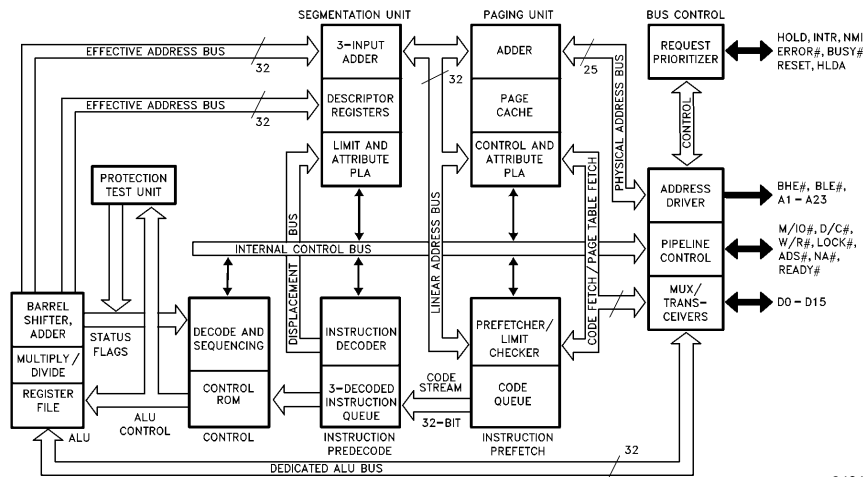 SEGMENTATION UNIT
PAGING UNIT
BUS CONTROL
EFFECTIVE ADDRESS BUS
32
3-INPUT
ADDER
32
ADDER
25
REQUEST
PRIORITIZER
HOLD, INTR, NMI
ERROR#, BUSY#
RESET, HLDA
EFFECTIVE ADDRESS BUS
32
DESCRIPTOR
REGISTERS
PAGE
CACHE
PHYSICAL ADDRESS BUS
CONTROL
LIMIT AND
ATTRIBUTE
PLA
CONTROL AND
ATTRIBUTE
PLA
PROTECTION
TEST UNIT
ADDRESS
DRIVER
BHE#, BLE#,
A1 - A23
INTERNAL CONTROL BUS
DISPLACEMENT BUS
LINEAR ADDRESS BUS
CODE FETCH/PAGE TABLE FETCH
PIPELINE
CONTROL
M/IO#, D/C#,
W/R#, LOCK#,
ADS#, NA#,
READY#
MUX/
TRANS-
CEIVERS
D0 - D15
BARREL
SHIFTER,
ADDER
STATUS
FLAGS
MULTIPLY/
DIVIDE
REGISTER
FILE
ALU
ALU
CONTROL
DECODE AND
SEQUENCING
CONTROL
ROM
CONTROL
INSTRUCTION
DECODER
3-DECODED
INSTRUCTION
QUEUE
INSTRUCTION
PREDECODE
CODE
STREAM
32-BIT
PREFETCHER/
LIMIT
CHECKER
CODE
QUEUE
INSTRUCTION
PREFETCH
32
DEDICATED ALU BUS